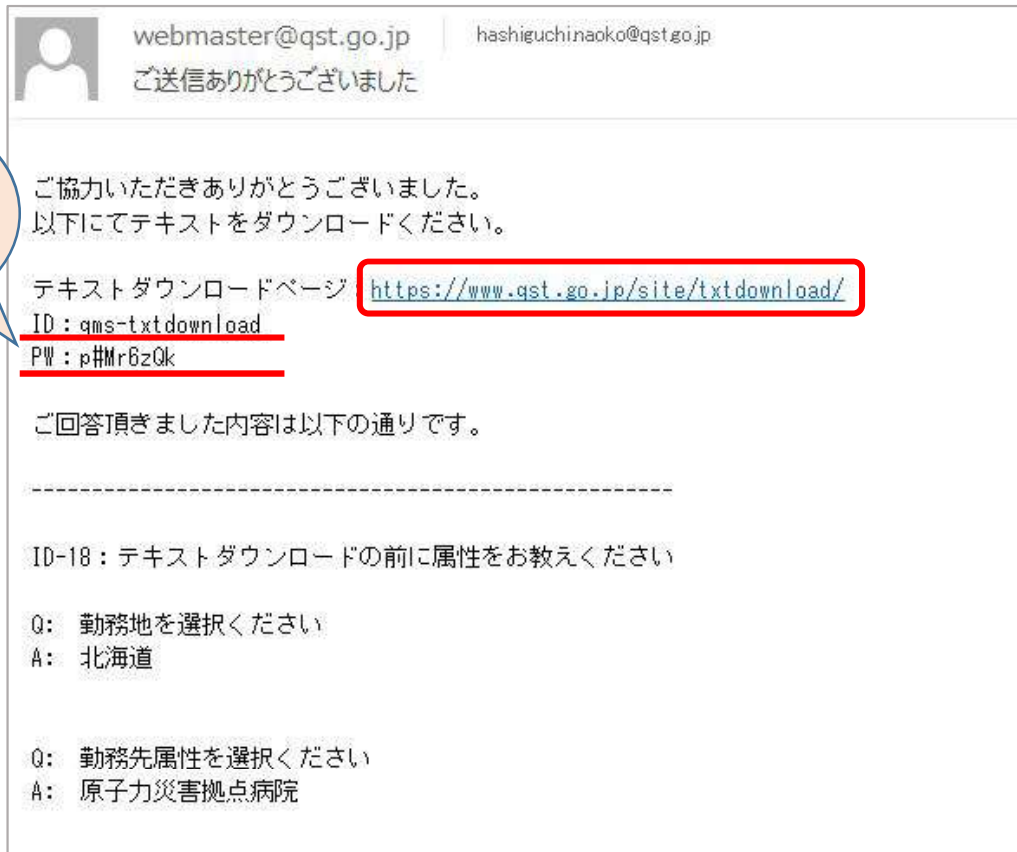 webmaster@qst.go.jp hashiguchi.naoko@qst.go.jp
ご送信ありがとうございました
ご協力いただきありがとうございました。
以下にてテキストをダウンロードください。
テキストダウンロードページ：https://www.qst.go.jp/site/txtdownload/
ID：qms-txtdownload
PW：p#Mr6zQk
ご回答頂きました内容は以下の通りです。
-----------------------------------------------------
ID-18：テキストダウンロードの前に属性をお教えください
Q: 勤務地を選択ください
A: 北海道
Q: 勤務先属性を選択ください
A: 原子力災害拠点病院